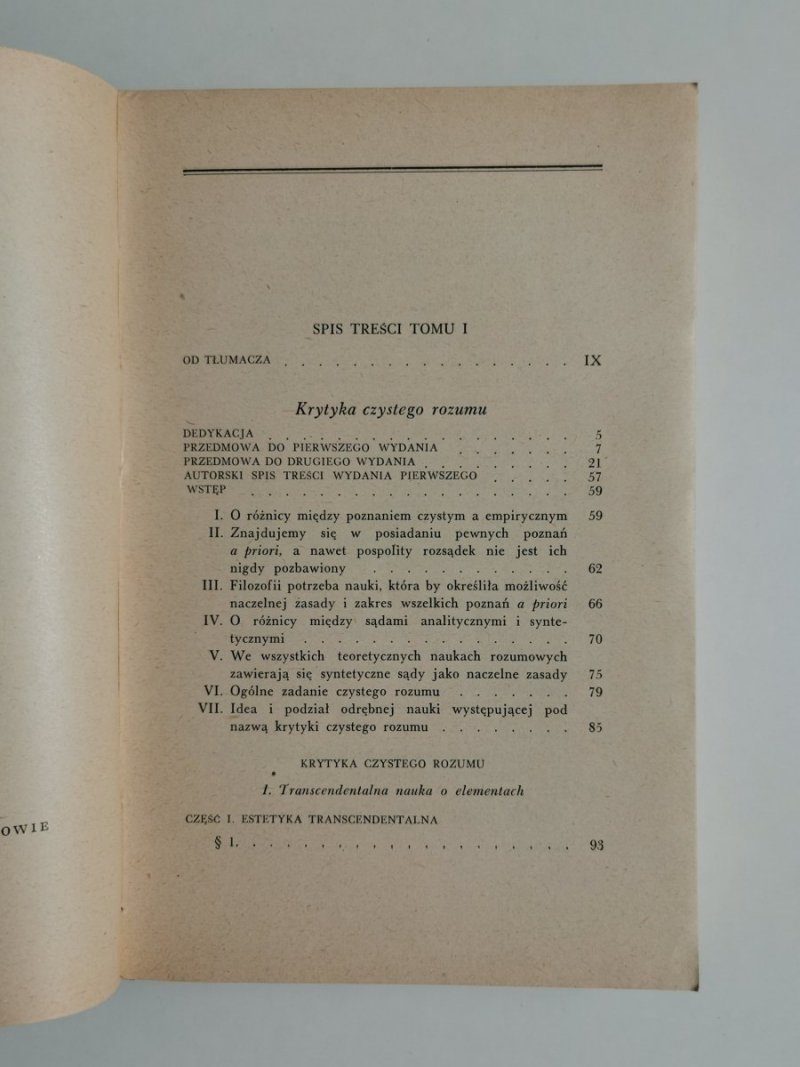 OWIE
SPIS TREŚCI TOMU I
OD TŁUMACZA . . . . . . . . . . . . . . . . . IX
Krytyka czystego rozumu
DEDYKACJA . . . . . . . . . . . . . . . . . . 5
PRZEDMOWA DO PIERWSZEGO WYDANIA . . . . . . . 7
PRZEDMOWA DO DRUGIEGO WYDANIA . . . . . . . . . 21
AUTORSKI SPIS TREŚCI WYDANIA PIERWSZEGO . . . . . 57
WSTĘP . . . . . . . . . . . . . . . . . . . 59
I. O różnicy między poznaniem czystym a empirycznym 59
II. Znajdujemy się w posiadaniu pewnych poznań
a priori, a nawet pospolity rozsądek nie jest ich
nigdy pozbawiony . . . . . . . . . . . . 62
III. Filozofii potrzeba nauki, która by określiła możliwość
naczelnej zasady i zakres wszelkich poznań a priori 66
IV. O różnicy między sądami analitycznymi i synte-
tycznymi . . . . . . . . . . . . . . . . 70
V. We wszystkich teoretycznych naukach rozumowych
zawierają się syntetyczne sądy jako naczelne zasady 75
VI. Ogólne zadanie czystego rozumu . . . . . . . 79
VII. Idea i podział odrębnej nauki występującej pod
nazwą krytyki czystego rozumu . . . . . . . . 85
KRYTYKA CZYSTEGO ROZUMU
I. Transcendentalna nauka o elementach
CZĘŚĆ I. ESTETYKA TRANSCENDENTALNA
§ 1. . . . . . . . . . . . . . . . . . . . . 93